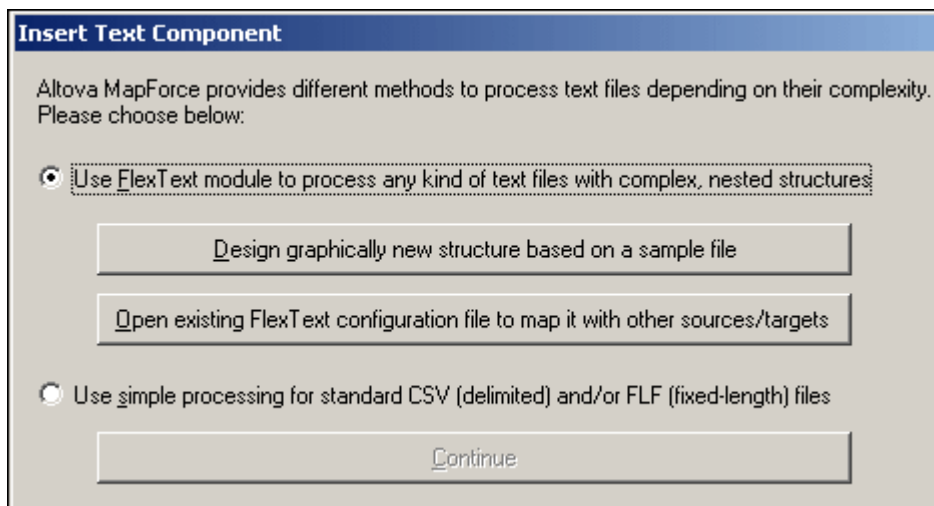 Insert Text Component
Altova MapForce provides different methods to process text files depending on their complexity.
Please choose below:
Use FlexText module to process any kind of text files with complex, nested structures
Design graphically new structure based on a sample file
Open existing FlexText configuration file to map it with other sources/targets
Use simple processing for standard CSV (delimited) and/or FLF (fixed-length) files
Continue